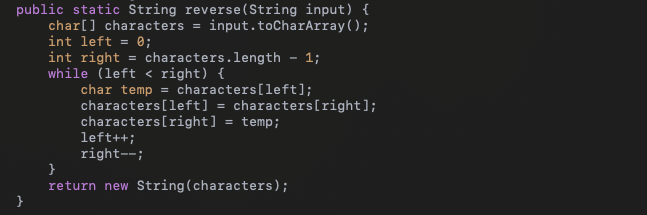 public static String reverse(String input) {
    char[] characters = input.toCharArray();
    int left = 0;
    int right = characters.length - 1;
    while (left < right) {
        char temp = characters[left];
        characters[left] = characters[right];
        characters[right] = temp;
        left++;
        right--;
    }
    return new String(characters);
}